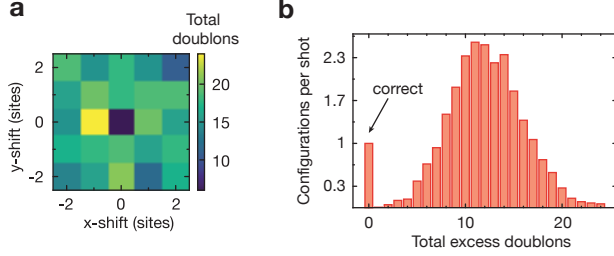 a
Total
doublons
2
0
-2
y-shift (sites)
-2 0 2
x-shift (sites)
20
15
10
b
Configurations per shot
2.3
1.7
1
0.3
correct
0 10 20
Total excess doublons